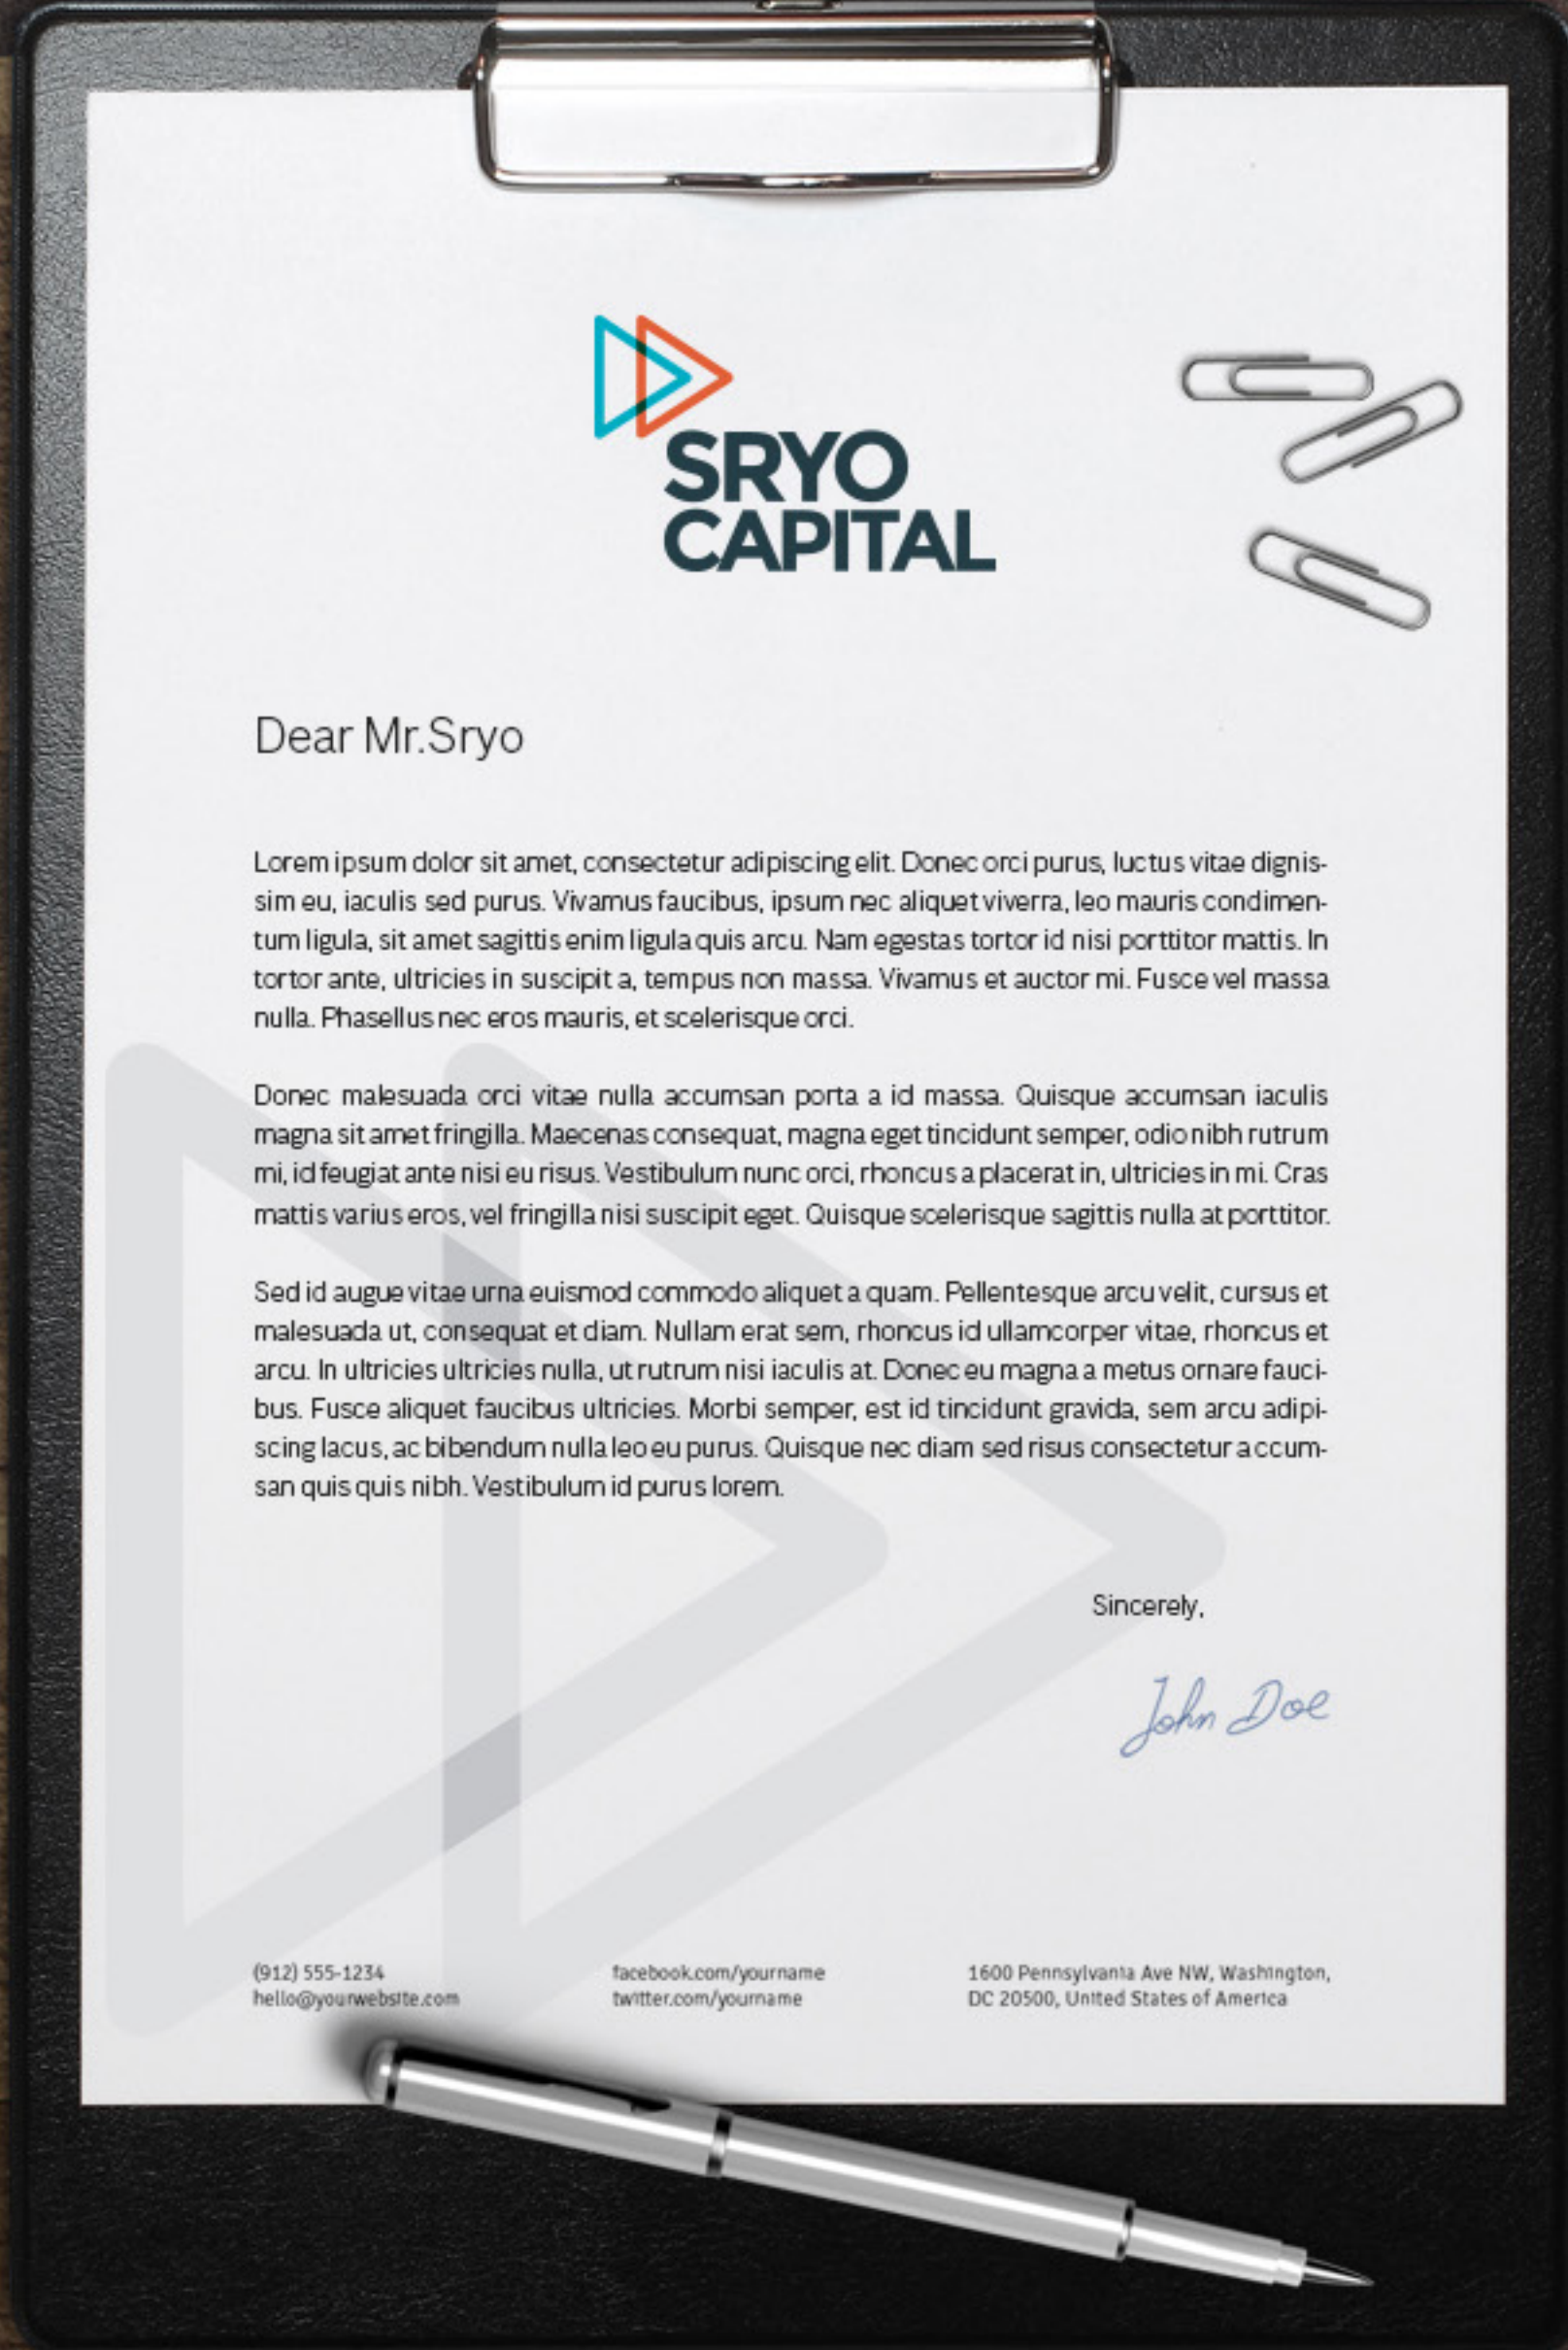 SRYO
CAPITAL
Dear Mr.Sryo
Lorem ipsum dolor sit amet, consectetur adipiscing elit. Donec orci purus, luctus vitae dignis-
sim eu, iaculis sed purus. Vivamus faucibus, ipsum nec aliquet viverra, leo mauris condimen-
tum ligula, sit amet sagittis enim ligula quis arcu. Nam egestas tortor id nisi porttitor mattis. In
tortor ante, ultricies in suscipit a, tempus non massa. Vivamus et auctor mi. Fusce vel massa
nulla. Phasellus nec eros mauris, et scelerisque orci.
Donec malesuada orci vitae nulla accumsan porta a id massa. Quisque accumsan iaculis
magna sit amet fringilla. Maecenas consequat, magna eget tincidunt semper, odio nibh rutrum
mi, id feugiat ante nisi eu risus. Vestibulum nunc orci, rhoncus a placerat in, ultricies in mi. Cras
mattis varius eros, vel fringilla nisi suscipit eget. Quisque scelerisque sagittis nulla at porttitor.
Sed id augue vitae urna euismod commodo aliquet a quam. Pellentesque arcu velit, cursus et
malesuada ut, consequat et diam. Nullam erat sem, rhoncus id ullamcorper vitae, rhoncus et
arcu. In ultricies ultricies nulla, ut rutrum nisi iaculis at. Donec eu magna a metus ornare fauci-
bus. Fusce aliquet faucibus ultricies. Morbi semper, est id tincidunt gravida, sem arcu adipi-
scing lacus, ac bibendum nulla leo eu purus. Quisque nec diam sed risus consectetur accum-
san quis quis nibh. Vestibulum id purus lorem.
Sincerely,
John Doe
(912) 555-1234
hello@yourwebsite.com
facebook.com/yourname
twitter.com/yourname
1600 Pennsylvania Ave NW, Washington,
DC 20500, United States of America